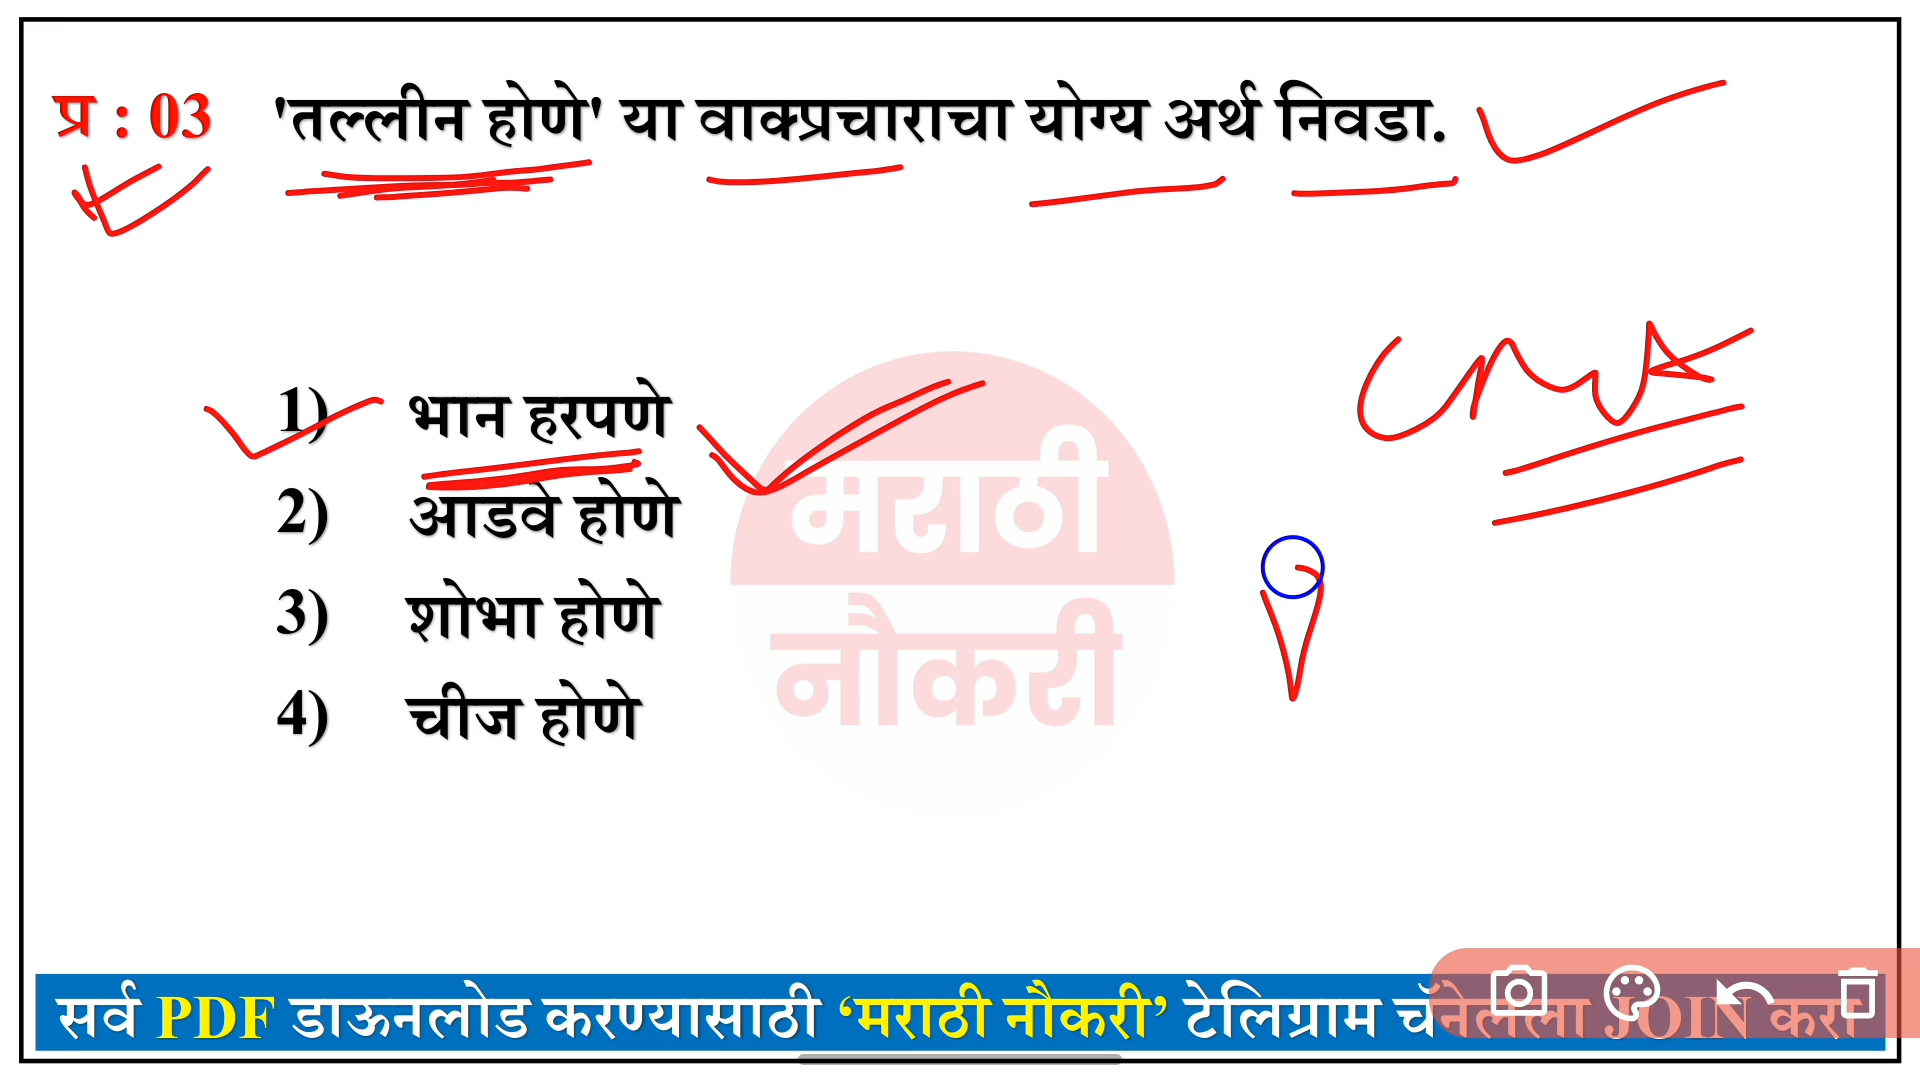 प्र : 03 'तल्लीन होणे' या वाक्प्रचाराचा योग्य अर्थ निवडा.
1) भान हरपणे
2) आडवे होणे
3) शोभा होणे
4) चीज होणे
मराठी
नौकरी
सर्व PDF डाऊनलोड करण्यासाठी ‘मराठी नौकरी’ टेलिग्राम चॅनेलला JOIN करा